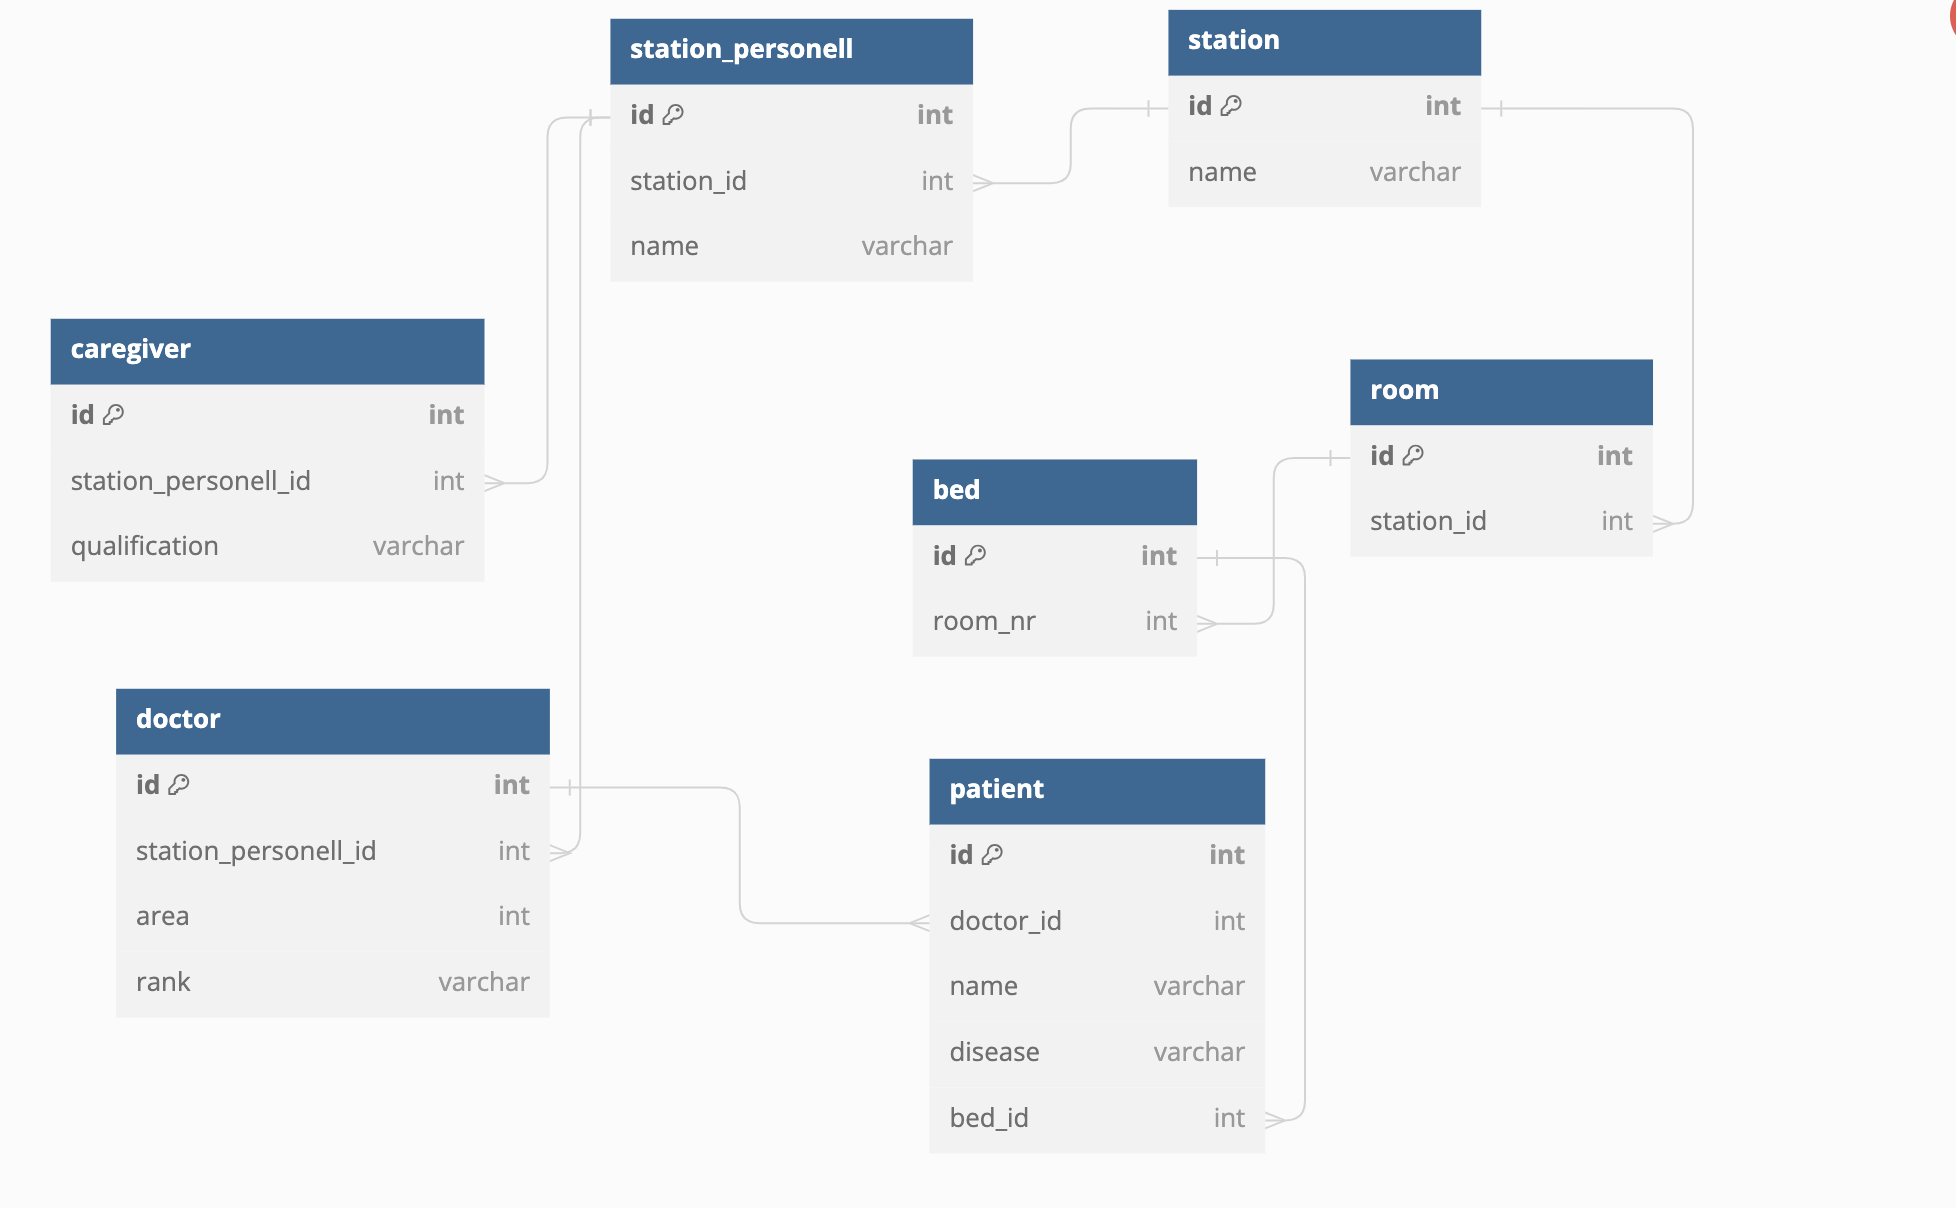 station_personell
id int
station_id int
name varchar
station
id int
name varchar
caregiver
id int
station_personell_id int
qualification varchar
room
id int
station_id int
bed
id int
room_nr int
doctor
id int
station_personell_id int
area int
rank varchar
patient
id int
doctor_id int
name varchar
disease varchar
bed_id int